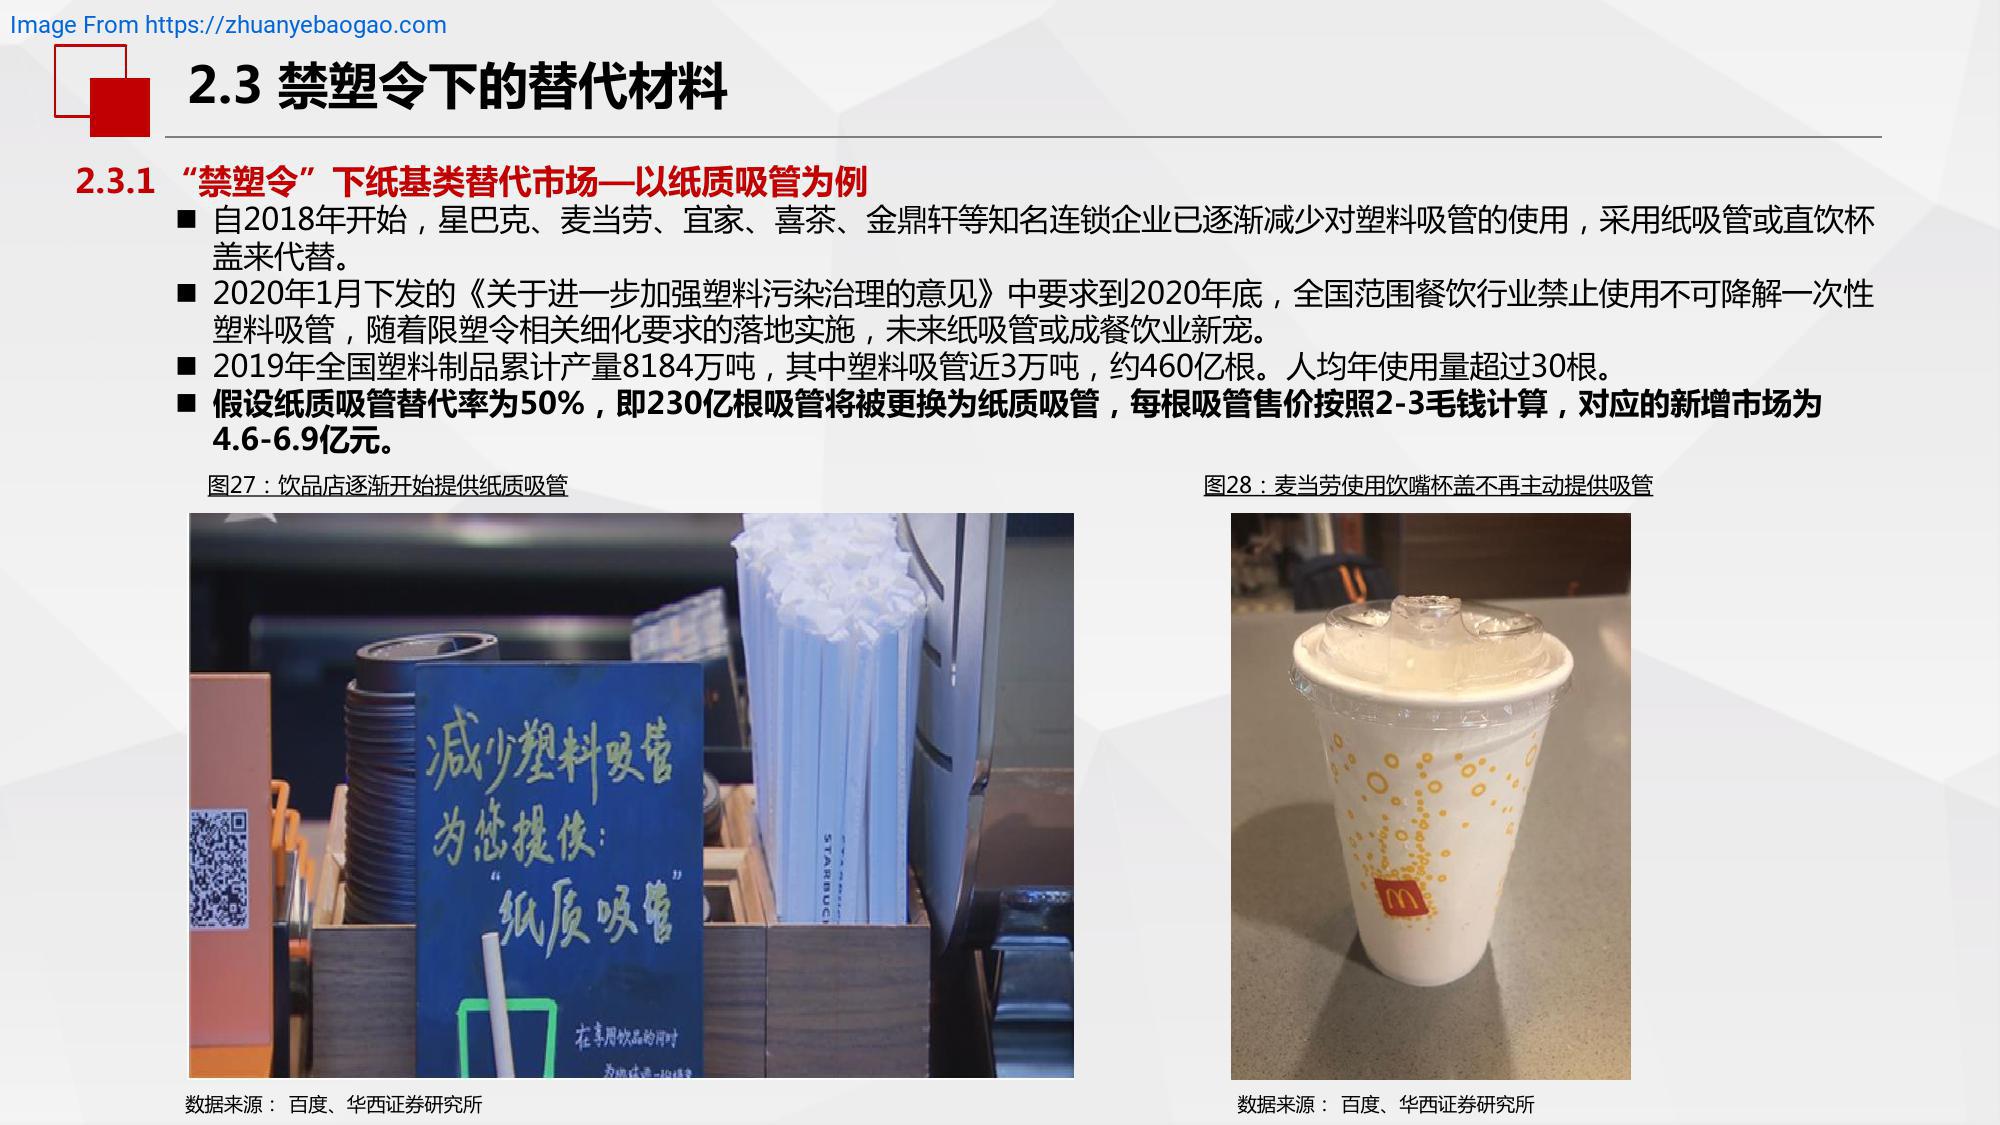 Image From https://zhuanyebaogao.com
2.3 禁塑令下的替代材料
2.3.1 “禁塑令”下纸基类替代市场—以纸质吸管为例
■ 自2018年开始，星巴克、麦当劳、宜家、喜茶、金鼎轩等知名连锁企业已逐渐减少对塑料吸管的使用，采用纸吸管或直饮杯
盖来代替。
■ 2020年1月下发的《关于进一步加强塑料污染治理的意见》中要求到2020年底，全国范围餐饮行业禁止使用不可降解一次性
塑料吸管，随着限塑令相关细化要求的落地实施，未来纸吸管或成餐饮业新宠。
■ 2019年全国塑料制品累计产量8184万吨，其中塑料吸管近3万吨，约460亿根。人均年使用量超过30根。
■ 假设纸质吸管替代率为50%，即230亿根吸管将被更换为纸质吸管，每根吸管售价按照2-3毛钱计算，对应的新增市场为
4.6-6.9亿元。
图27：饮品店逐渐开始提供纸质吸管
图28：麦当劳使用饮嘴杯盖不再主动提供吸管
减少塑料吸管
为您提供:
“纸质吸管”
在享用饮品的同时
STARBUC
数据来源： 百度、华西证券研究所
数据来源： 百度、华西证券研究所